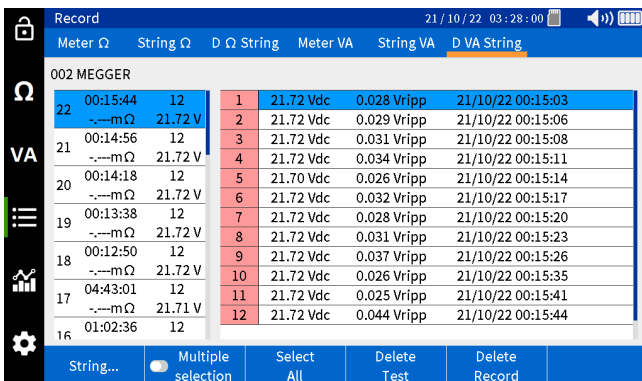 Record 21/10/22 03:28:00
Meter Ω String Ω D Ω String Meter VA String VA D VA String
002 MEGGER
Ω
VA
22 00:15:44 12
-.---mΩ 21.72 V
21 00:14:56 12
-.---mΩ 21.72 V
20 00:14:18 12
-.---mΩ 21.72 V
19 00:13:38 12
-.---mΩ 21.72 V
18 00:12:50 12
-.---mΩ 21.72 V
17 04:43:01 12
-.---mΩ 21.71 V
16 01:02:36 12
1 21.72 Vdc 0.028 Vripp 21/10/22 00:15:03
2 21.72 Vdc 0.029 Vripp 21/10/22 00:15:06
3 21.72 Vdc 0.031 Vripp 21/10/22 00:15:08
4 21.72 Vdc 0.034 Vripp 21/10/22 00:15:11
5 21.70 Vdc 0.026 Vripp 21/10/22 00:15:14
6 21.72 Vdc 0.032 Vripp 21/10/22 00:15:17
7 21.72 Vdc 0.028 Vripp 21/10/22 00:15:20
8 21.72 Vdc 0.031 Vripp 21/10/22 00:15:23
9 21.72 Vdc 0.037 Vripp 21/10/22 00:15:26
10 21.72 Vdc 0.026 Vripp 21/10/22 00:15:35
11 21.72 Vdc 0.025 Vripp 21/10/22 00:15:41
12 21.72 Vdc 0.044 Vripp 21/10/22 00:15:44
String...
Multiple
selection
Select
All
Delete
Test
Delete
Record